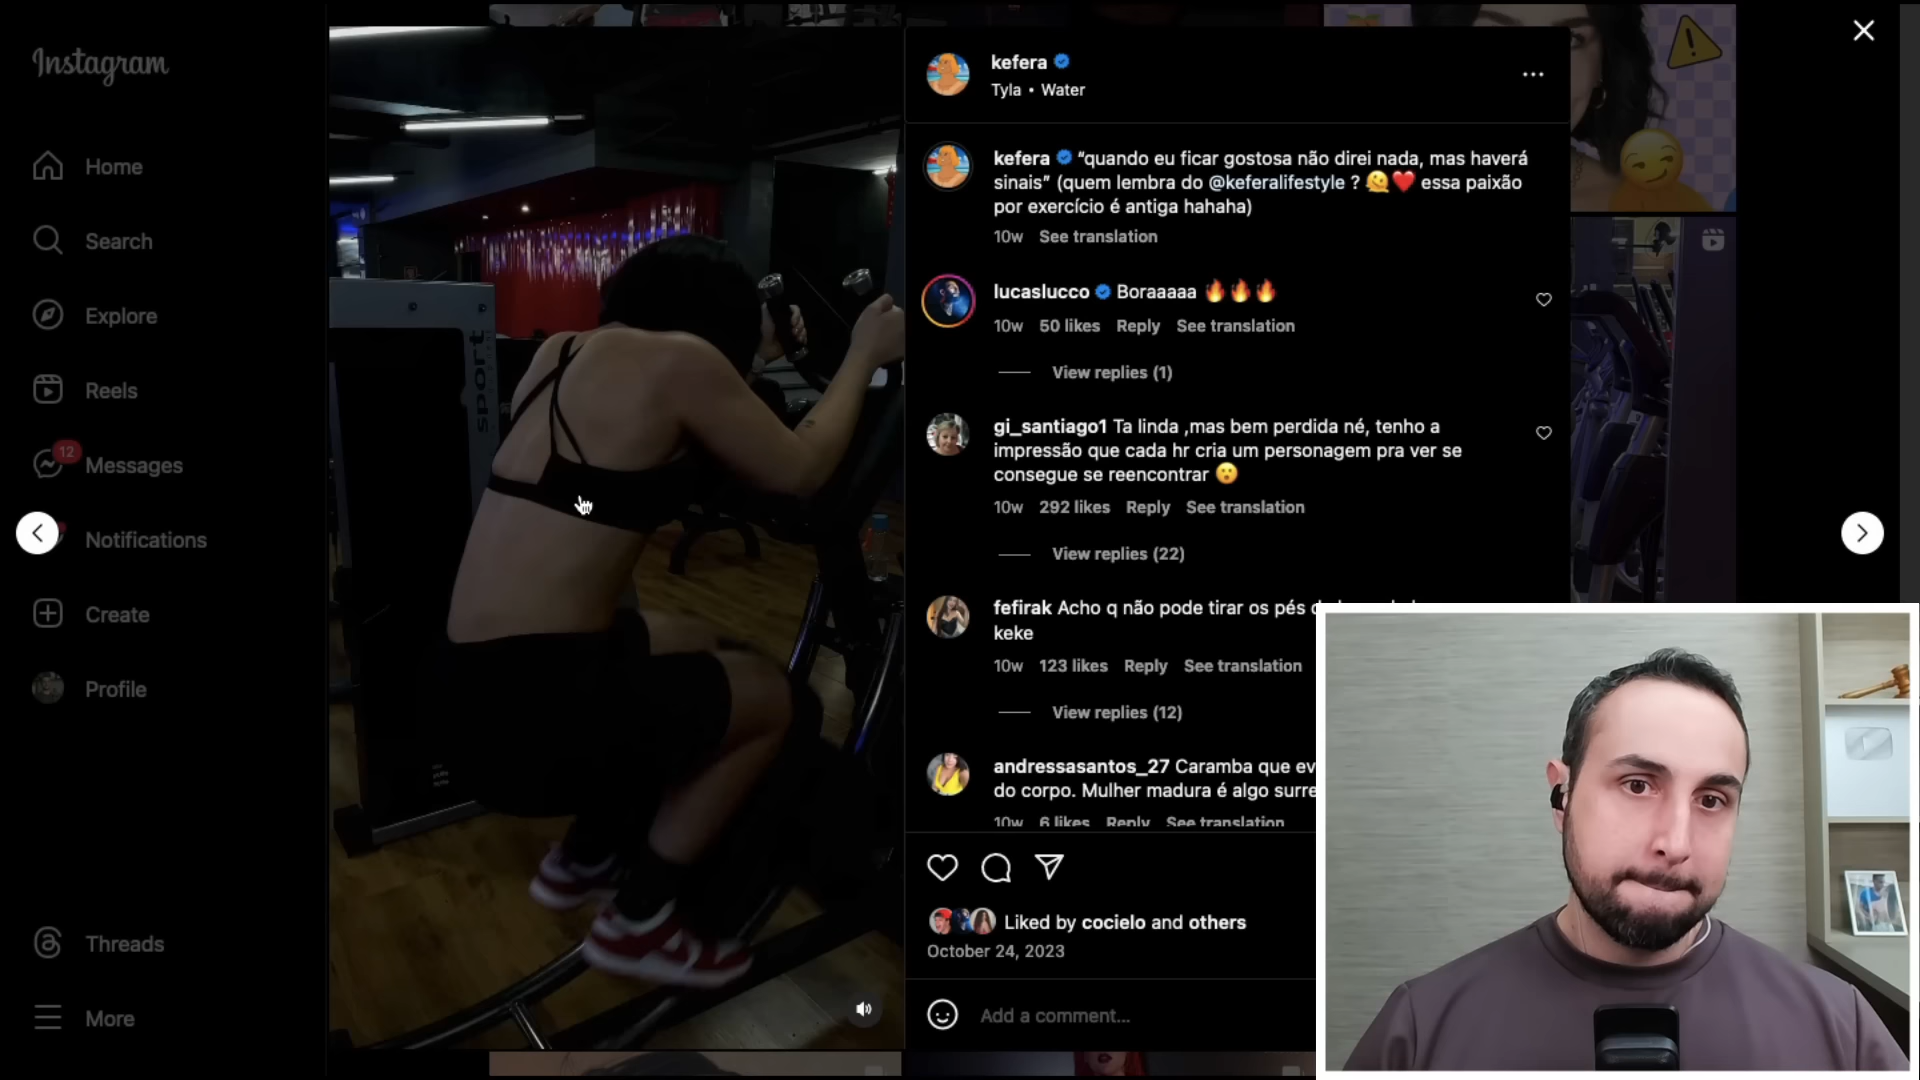 Instagram
Home
Search
Explore
Reels
12
Messages
Notifications
Create
Profile
Threads
More
sport
kefera
Tyla • Water
kefera “quando eu ficar gostosa não direi nada, mas haverá
sinais” (quem lembra do @keferalifestyle ? 🫠❤️ essa paixão
por exercício é antiga hahaha)
10w See translation
lucaslucco Boraaaaa 🔥🔥🔥
10w 50 likes Reply See translation
View replies (1)
gi_santiago1 Ta linda ,mas bem perdida né, tenho a
impressão que cada hr cria um personagem pra ver se
consegue se reencontrar 😮
10w 292 likes Reply See translation
View replies (22)
fefirak Acho q não pode tirar os pés
keke
10w 123 likes Reply See translation
View replies (12)
andressasantos_27 Caramba que ev
do corpo. Mulher madura é algo surre
10w 6 likes Reply See translation
Liked by cocielo and others
October 24, 2023
Add a comment...